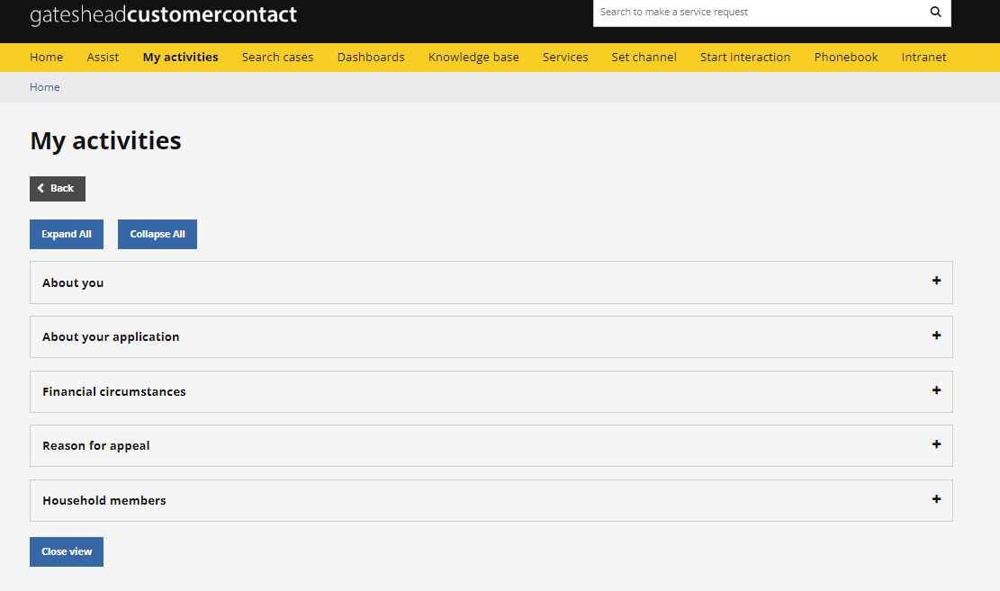 gatesheadcustomercontact
Search to make a service request
Home Assist My activities Search cases Dashboards Knowledge base Services Set channel Start interaction Phonebook Intranet
Home
My activities
Back
Expand All Collapse All
About you
About your application
Financial circumstances
Reason for appeal
Household members
Close view